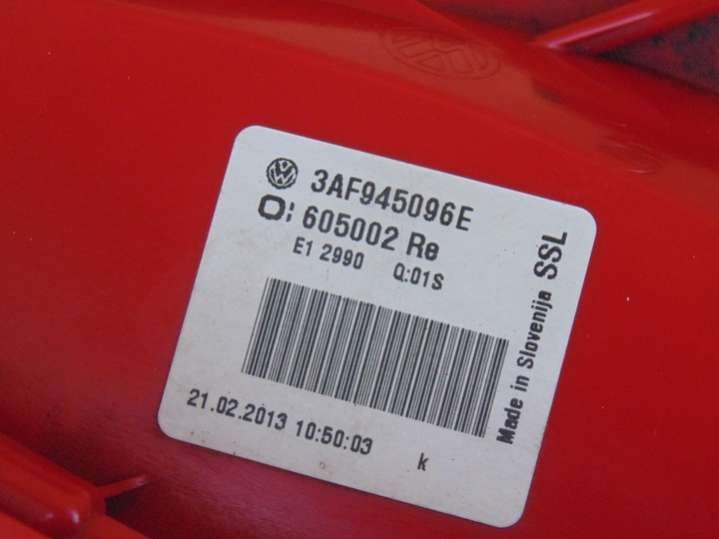 3AF945096E
O; 605002 Re
E1 2990 Q:01S
21.02.2013 10:50:03 k
Made in Slovenija SSL